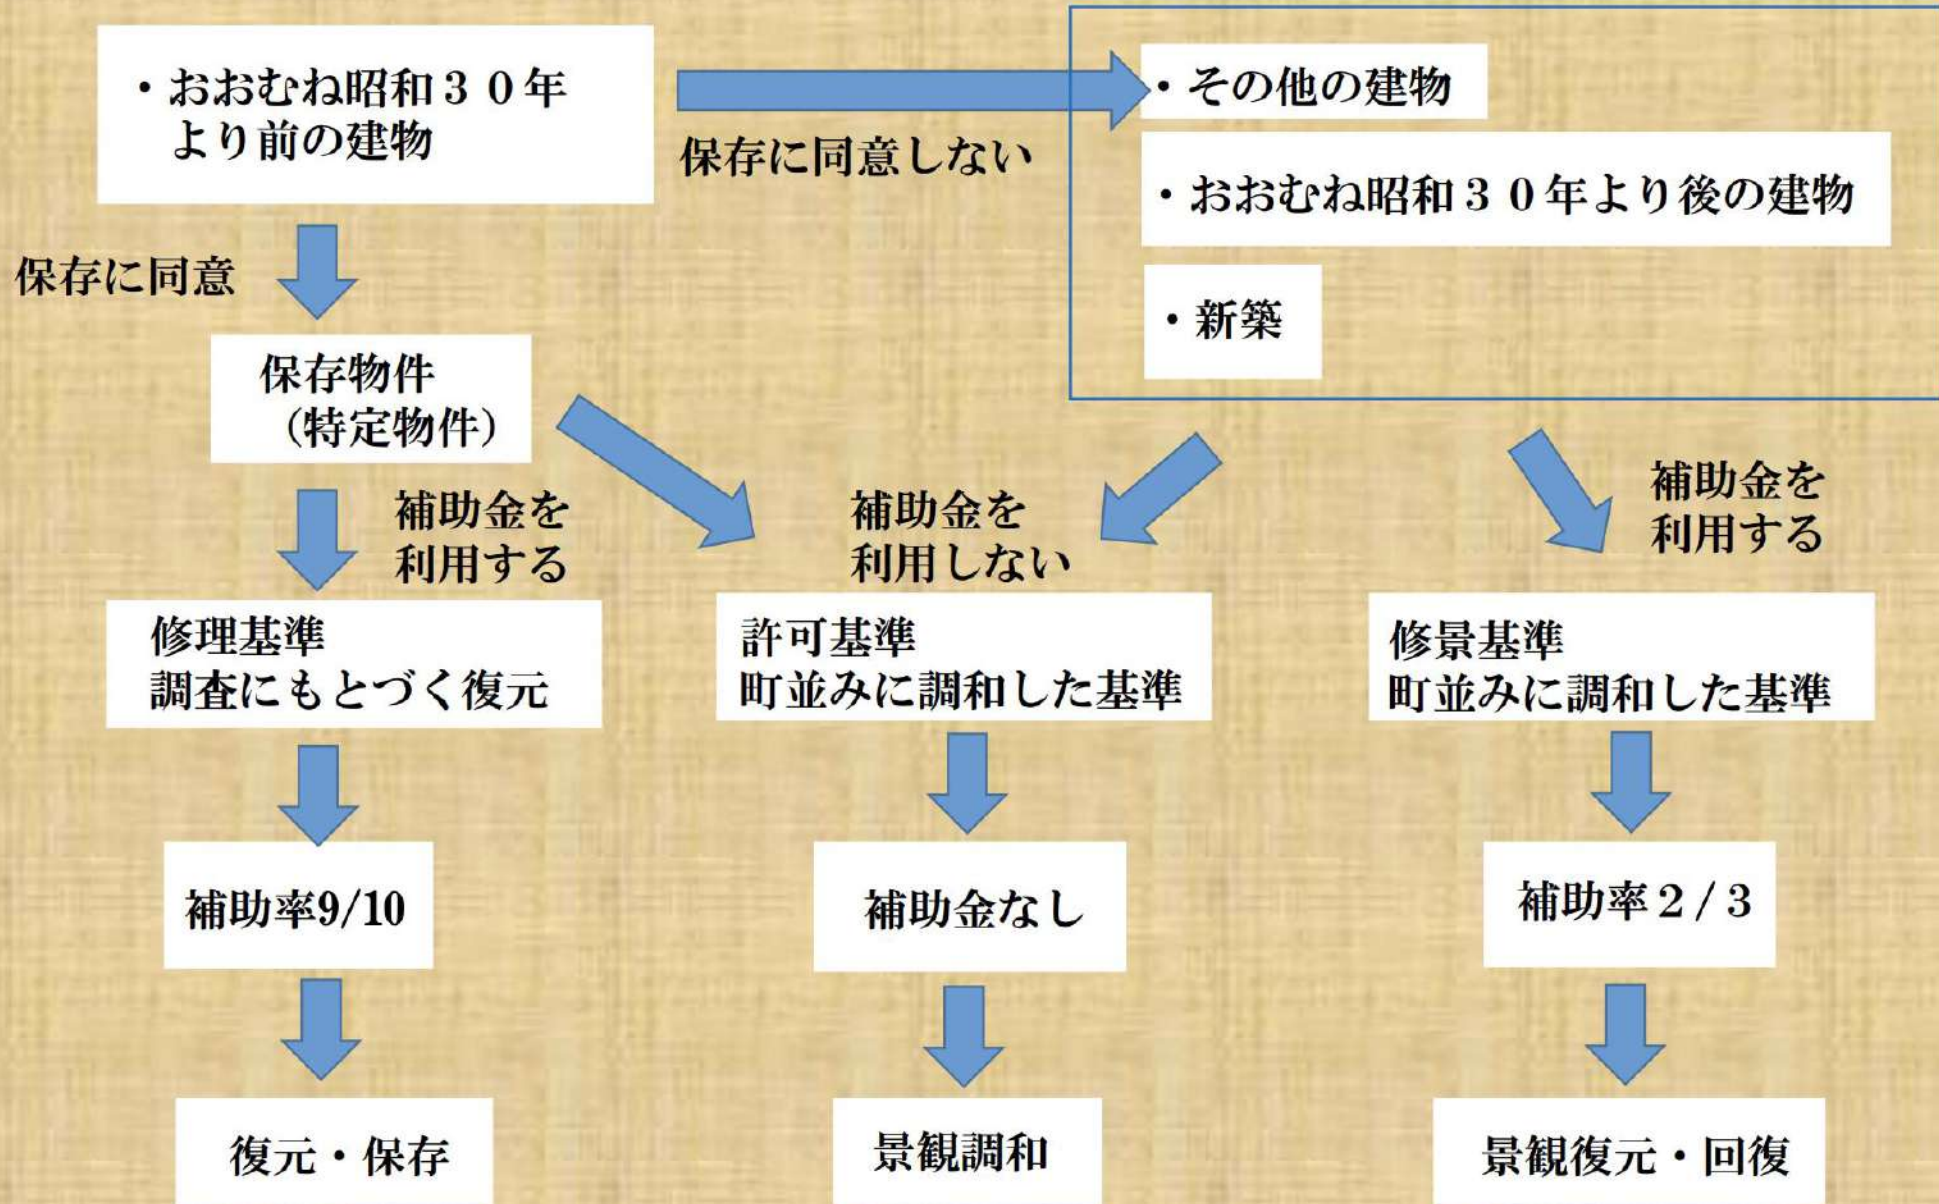 ・おおむね昭和３０年
より前の建物
保存に同意しない
・その他の建物
・おおむね昭和３０年より後の建物
・新築
保存に同意
保存物件
（特定物件）
補助金を
利用する
補助金を
利用しない
補助金を
利用する
修理基準
調査にもとづく復元
許可基準
町並みに調和した基準
修景基準
町並みに調和した基準
補助率9/10
補助金なし
補助率２/３
復元・保存
景観調和
景観復元・回復